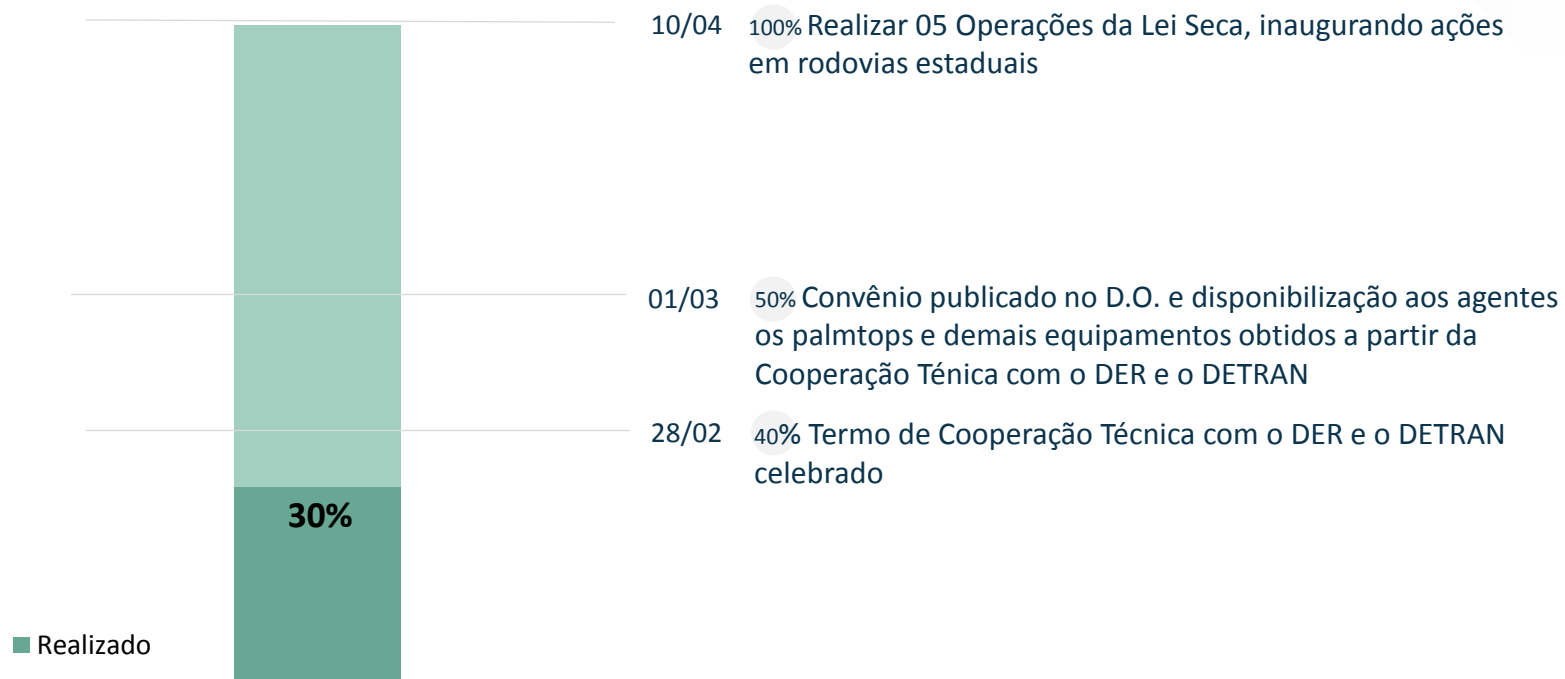 10/04 100% Realizar 05 Operações da Lei Seca, inaugurando ações
em rodovias estaduais
01/03 50% Convênio publicado no D.O. e disponibilização aos agentes
os palmtops e demais equipamentos obtidos a partir da
Cooperação Ténica com o DER e o DETRAN
28/02 40% Termo de Cooperação Técnica com o DER e o DETRAN
celebrado
30%
Realizado